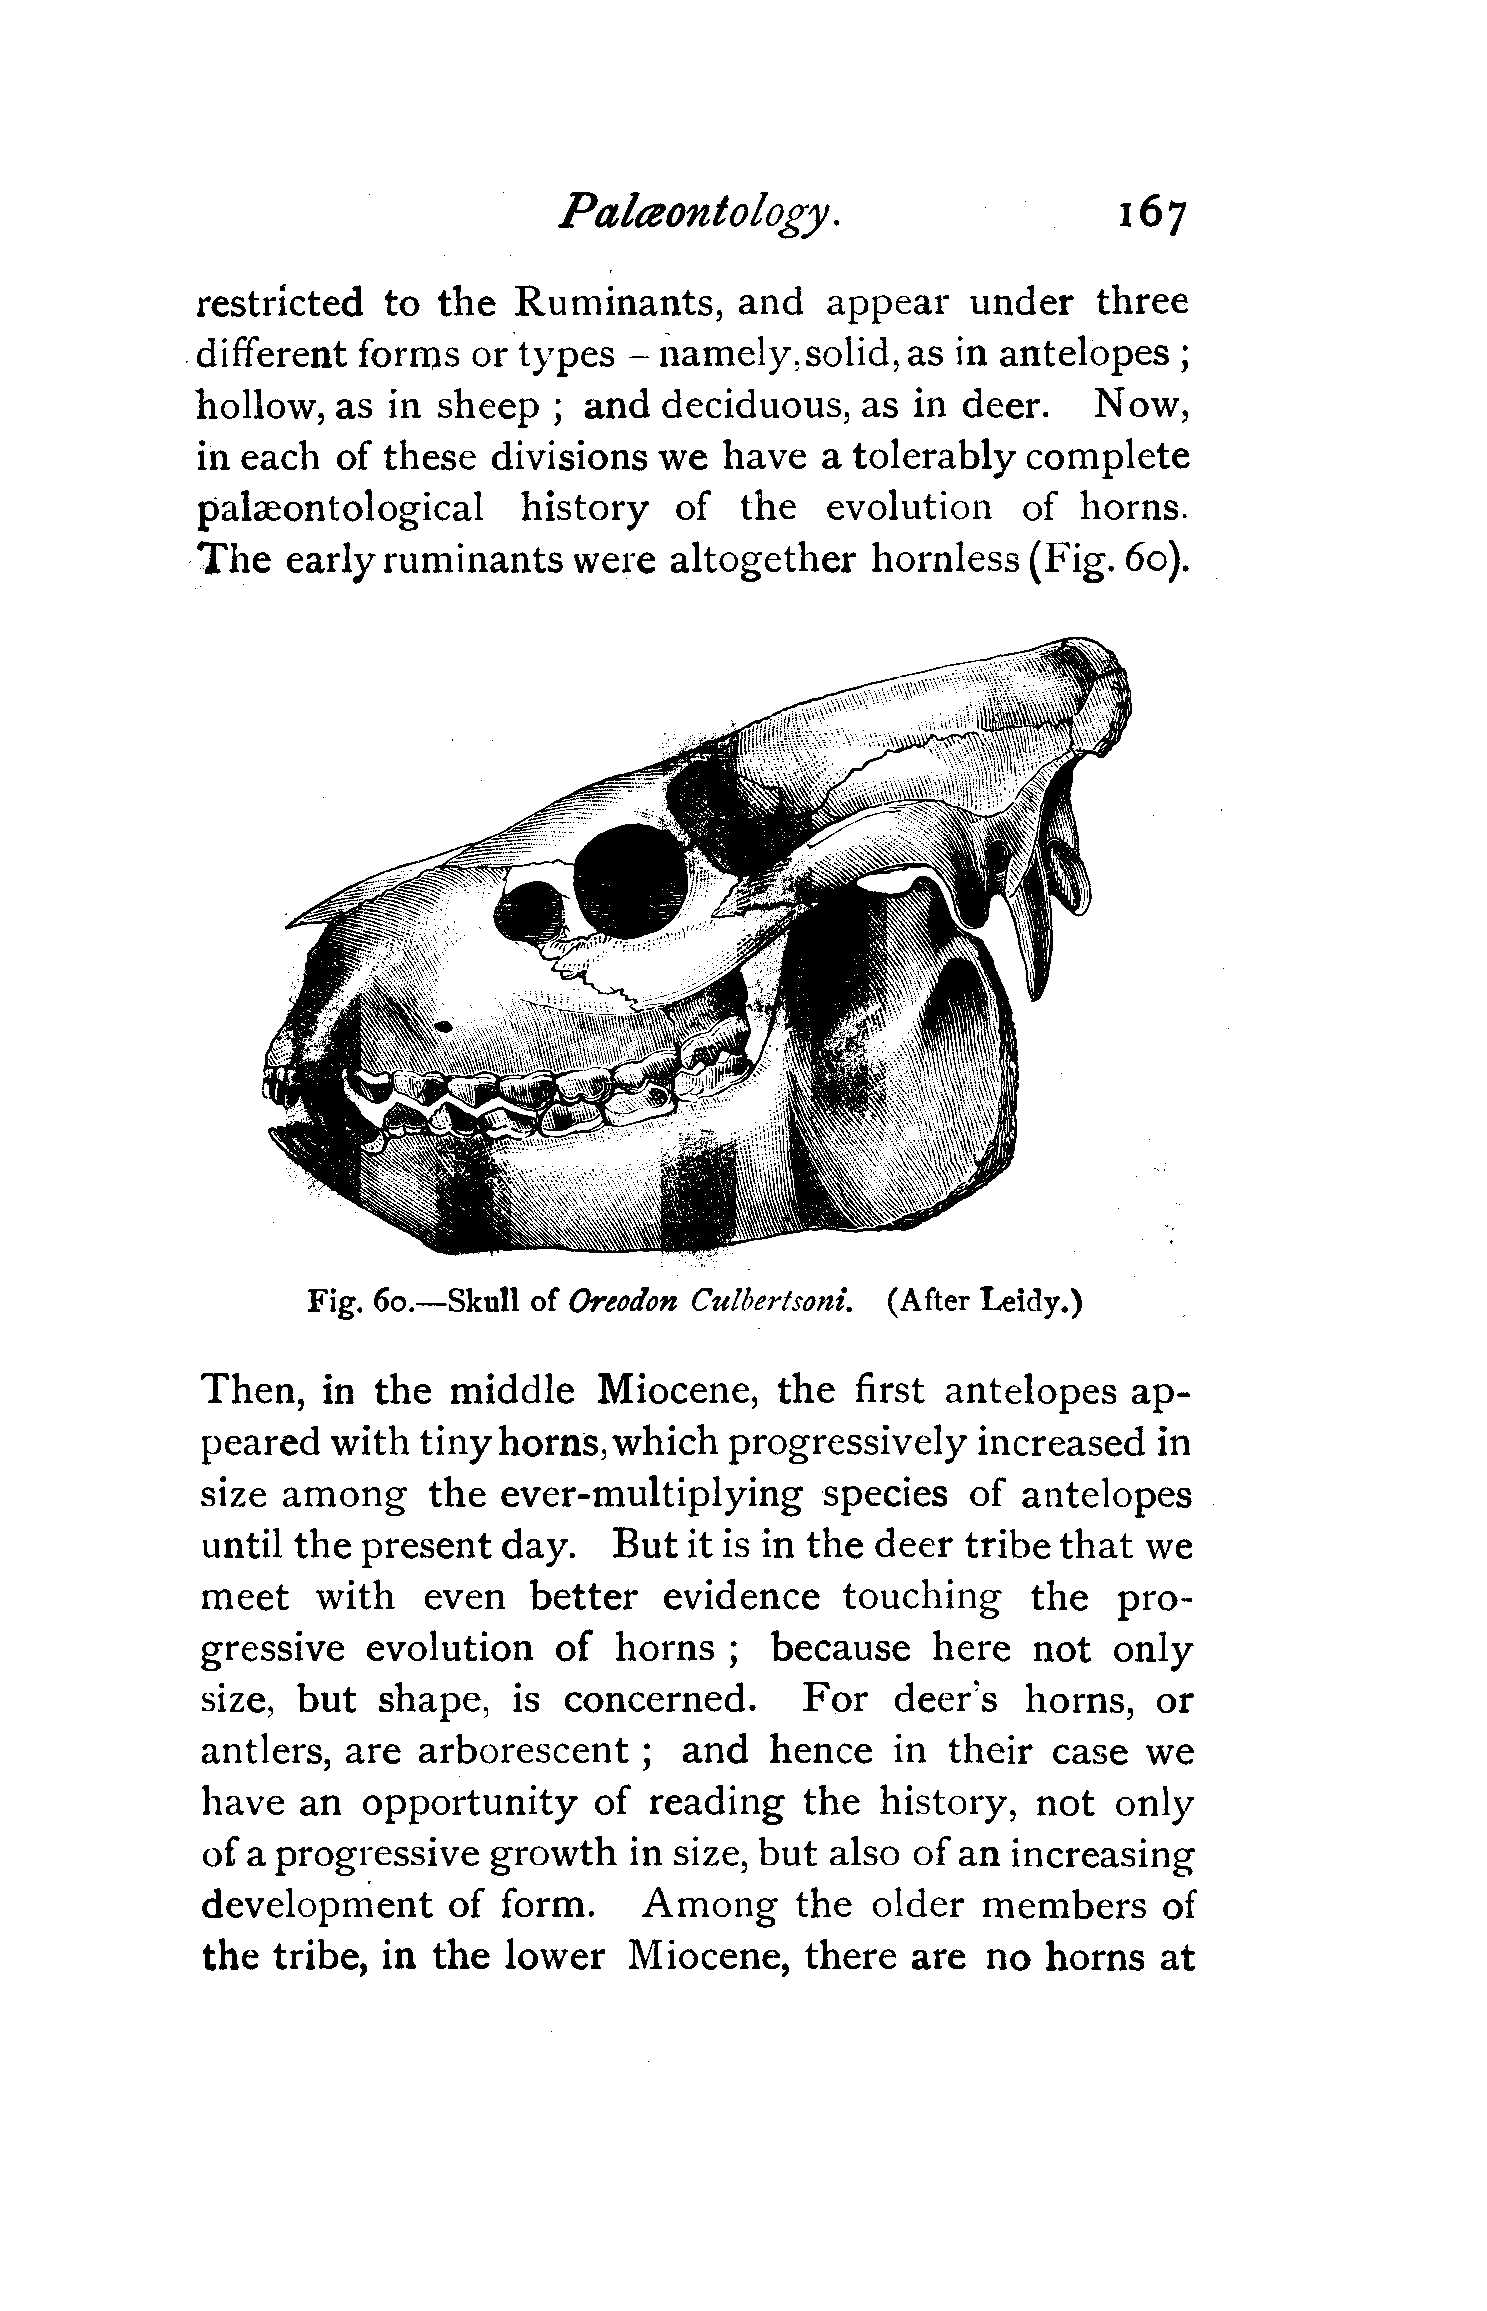 Palæontology. 167
restricted to the Ruminants, and appear under three
different forms or types – namely, solid, as in antelopes ;
hollow, as in sheep ; and deciduous, as in deer. Now,
in each of these divisions we have a tolerably complete
palæontological history of the evolution of horns.
The early ruminants were altogether hornless (Fig. 60).
Fig. 60.—Skull of Oreodon Culbertsoni. (After Leidy.)
Then, in the middle Miocene, the first antelopes ap-
peared with tiny horns, which progressively increased in
size among the ever-multiplying species of antelopes
until the present day. But it is in the deer tribe that we
meet with even better evidence touching the pro-
gressive evolution of horns ; because here not only
size, but shape, is concerned. For deer's horns, or
antlers, are arborescent ; and hence in their case we
have an opportunity of reading the history, not only
of a progressive growth in size, but also of an increasing
development of form. Among the older members of
the tribe, in the lower Miocene, there are no horns at